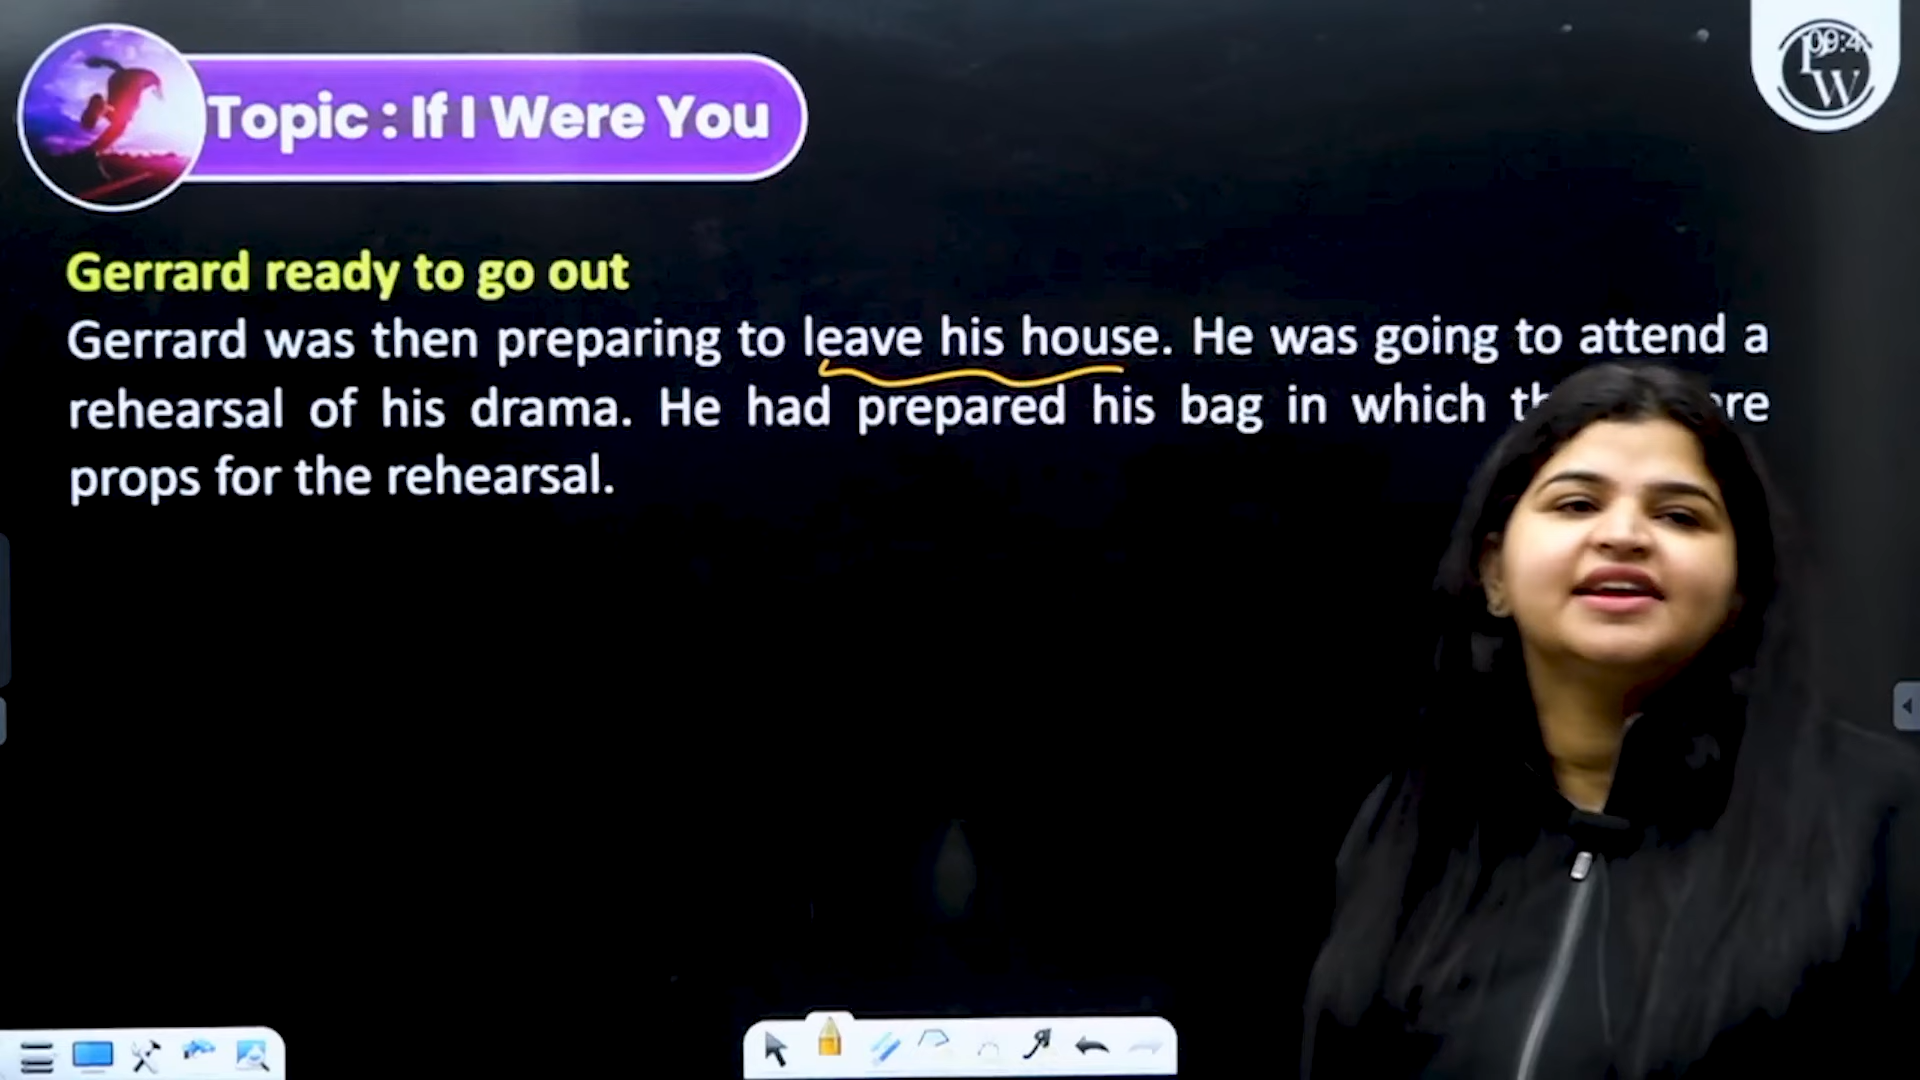 Topic : If I Were You
PW
Gerrard ready to go out
Gerrard was then preparing to leave his house. He was going to attend a
rehearsal of his drama. He had prepared his bag in which
props for the rehearsal.